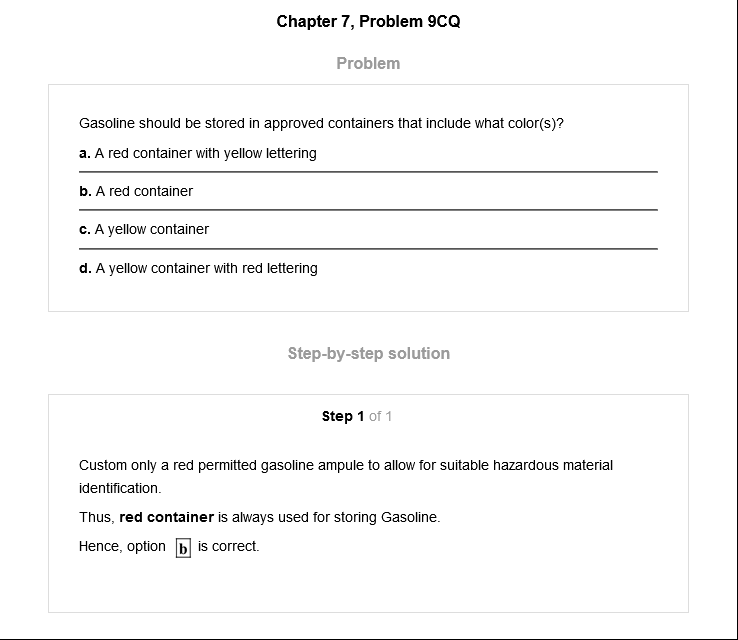 Chapter 7, Problem 9CQ
Problem
Gasoline should be stored in approved containers that include what color(s)?
a. A red container with yellow lettering
b. A red container
c. A yellow container
d. A yellow container with red lettering
Step-by-step solution
Step 1 of 1
Custom only a red permitted gasoline ampule to allow for suitable hazardous material
identification.
Thus, red container is always used for storing Gasoline.
Hence, option b is correct.